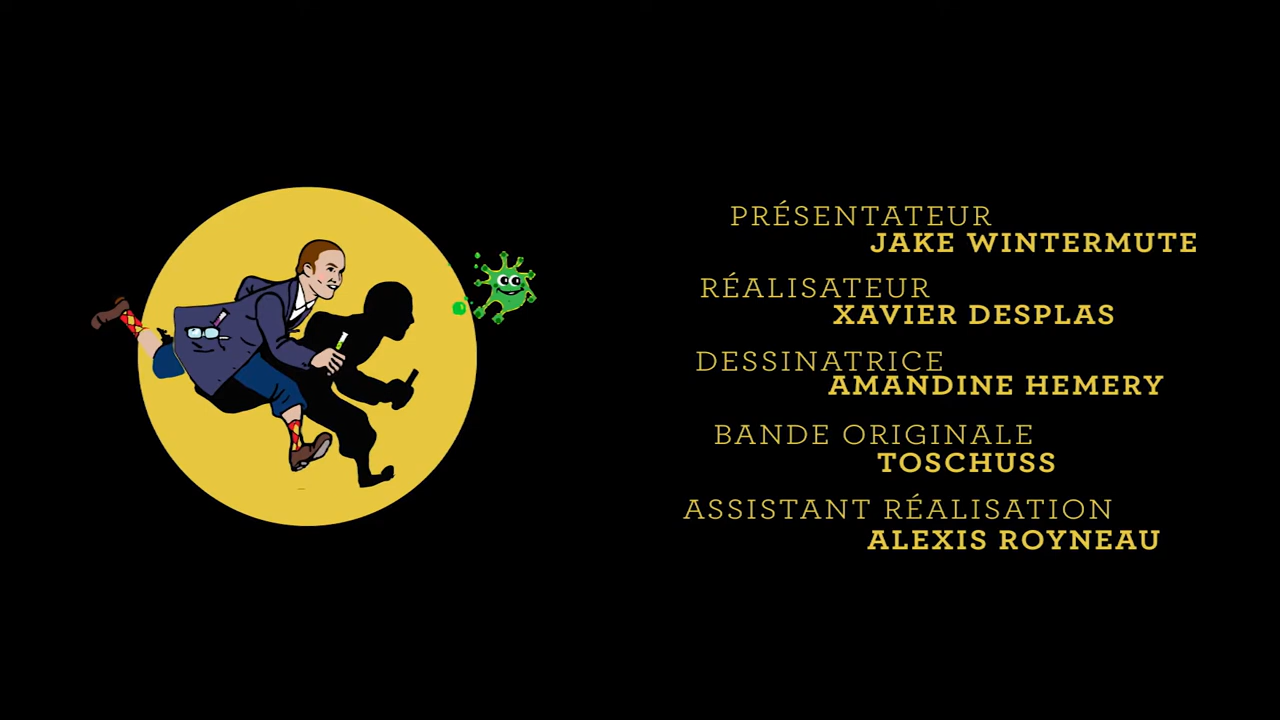 PRÉSENTATEUR
JAKE WINTERMUTE
RÉALISATEUR
XAVIER DESPLAS
DESSINATRICE
AMANDINE HEMERY
BANDE ORIGINALE
TOSCHUSS
ASSISTANT RÉALISATION
ALEXIS ROYNEAU